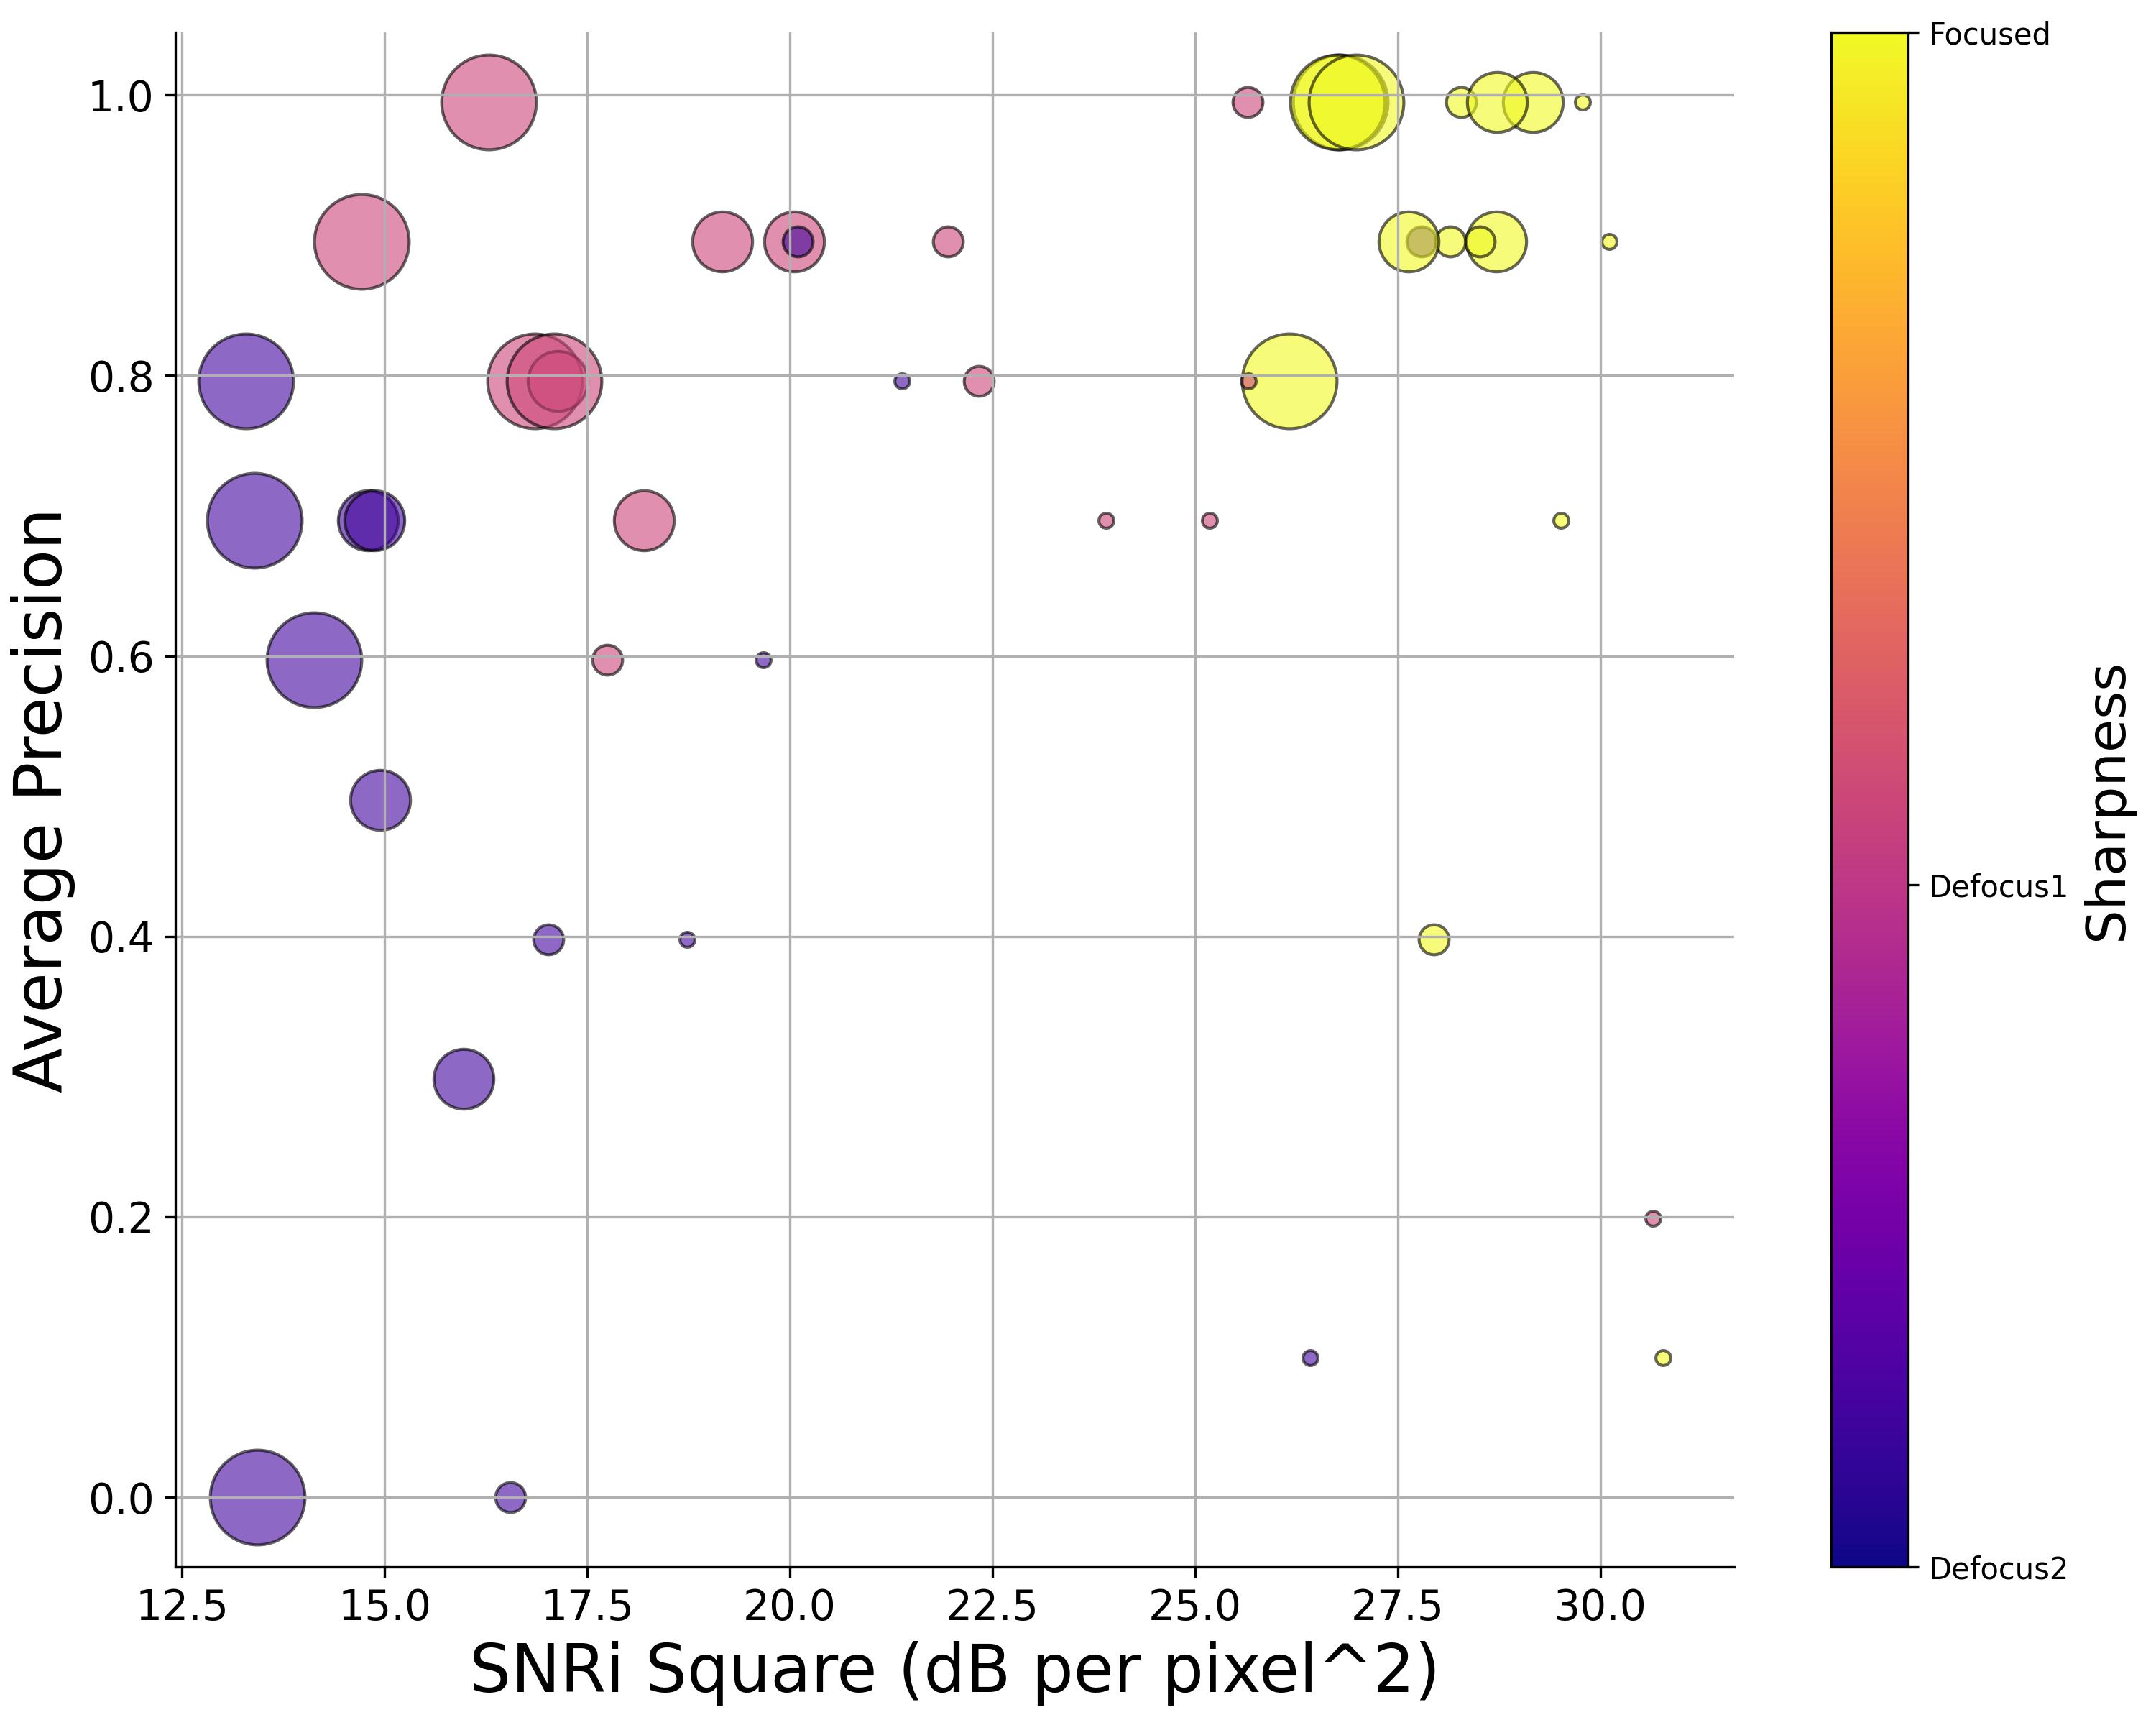 Average Precision
1.0
0.8
0.6
0.4
0.2
0.0
12.5 15.0 17.5 20.0 22.5 25.0 27.5 30.0
SNRi Square (dB per pixel^2)
Focused
Defocus1
Defocus2
Sharpness